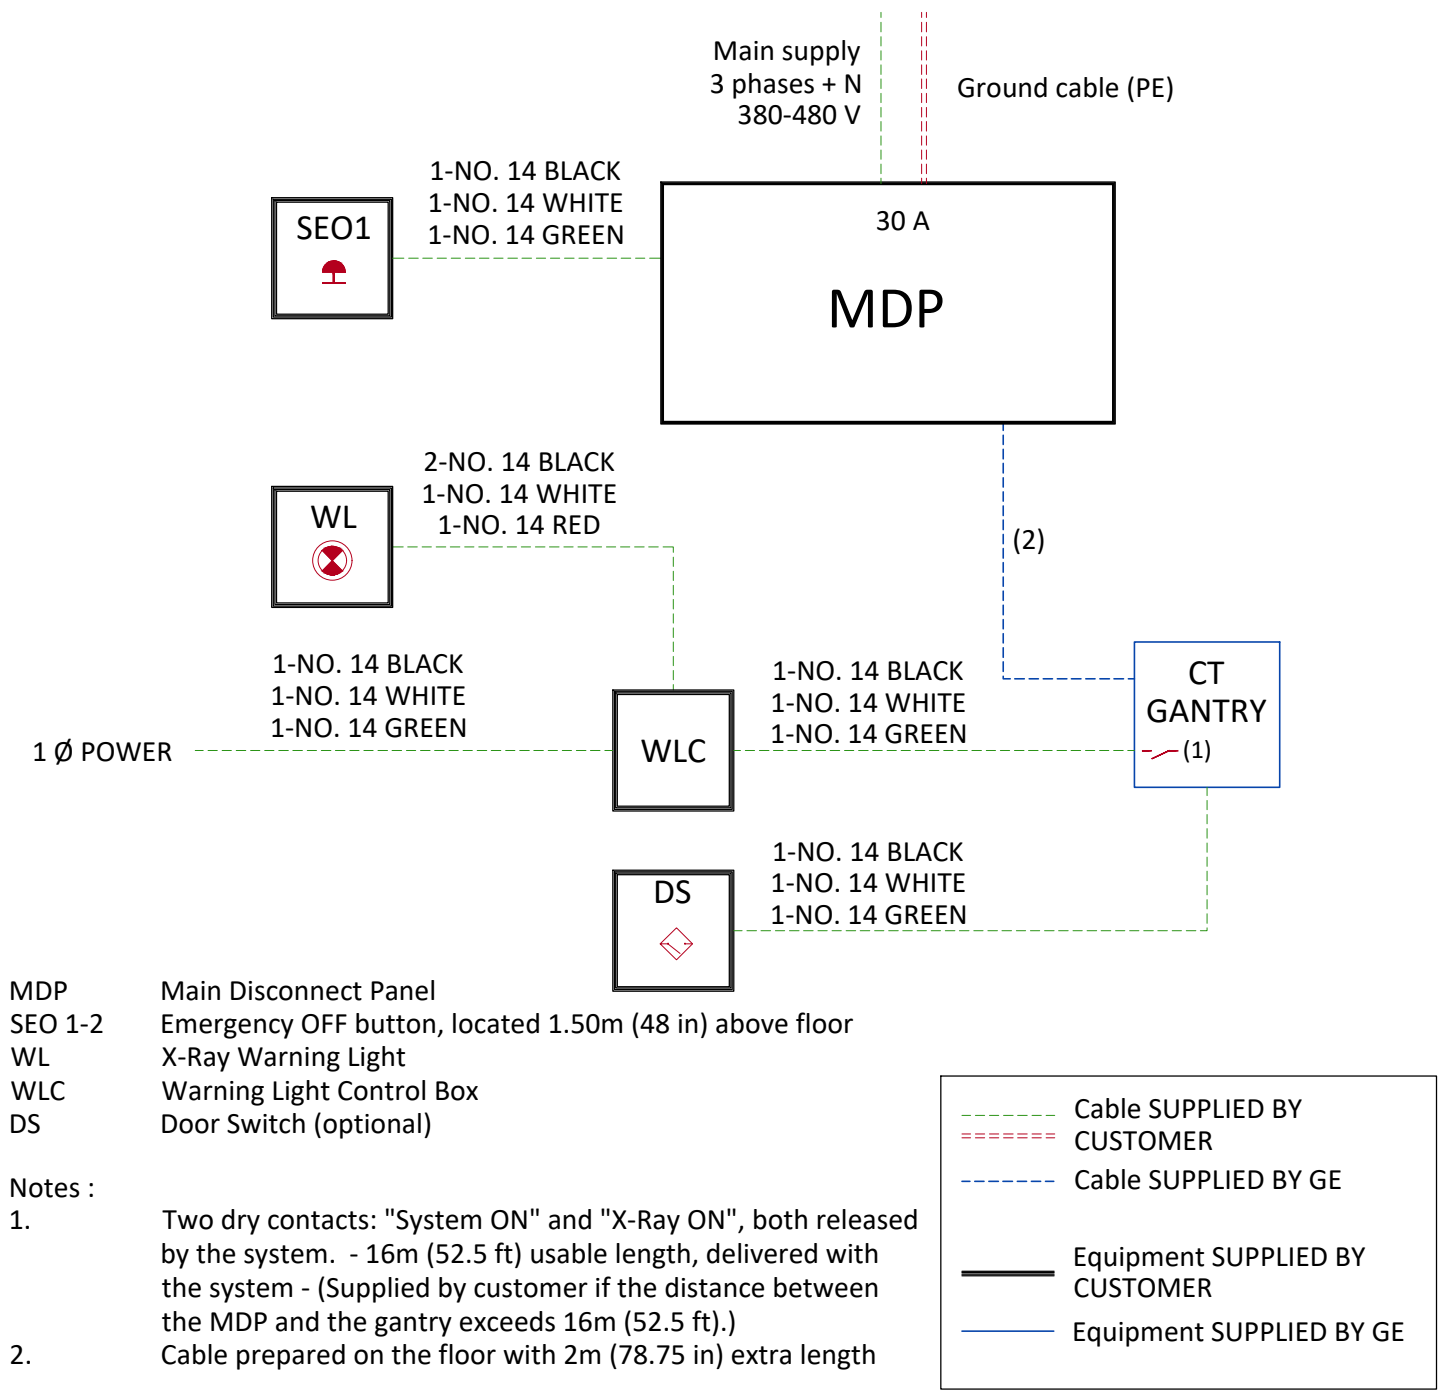 Main supply
3 phases + N
380-480 V
Ground cable (PE)
1-NO. 14 BLACK
1-NO. 14 WHITE
1-NO. 14 GREEN
SEO1
30 A
MDP
2-NO. 14 BLACK
1-NO. 14 WHITE
1-NO. 14 RED
WL
(2)
1-NO. 14 BLACK
1-NO. 14 WHITE
1-NO. 14 GREEN
1 Ø POWER
WLC
1-NO. 14 BLACK
1-NO. 14 WHITE
1-NO. 14 GREEN
CT
GANTRY
(1)
1-NO. 14 BLACK
1-NO. 14 WHITE
1-NO. 14 GREEN
DS
MDP Main Disconnect Panel
SEO 1-2 Emergency OFF button, located 1.50m (48 in) above floor
WL X-Ray Warning Light
WLC Warning Light Control Box
DS Door Switch (optional)
Notes :
1. Two dry contacts: "System ON" and "X-Ray ON", both released
by the system. - 16m (52.5 ft) usable length, delivered with
the system - (Supplied by customer if the distance between
the MDP and the gantry exceeds 16m (52.5 ft).)
2. Cable prepared on the floor with 2m (78.75 in) extra length
Cable SUPPLIED BY
CUSTOMER
Cable SUPPLIED BY GE
Equipment SUPPLIED BY
CUSTOMER
Equipment SUPPLIED BY GE